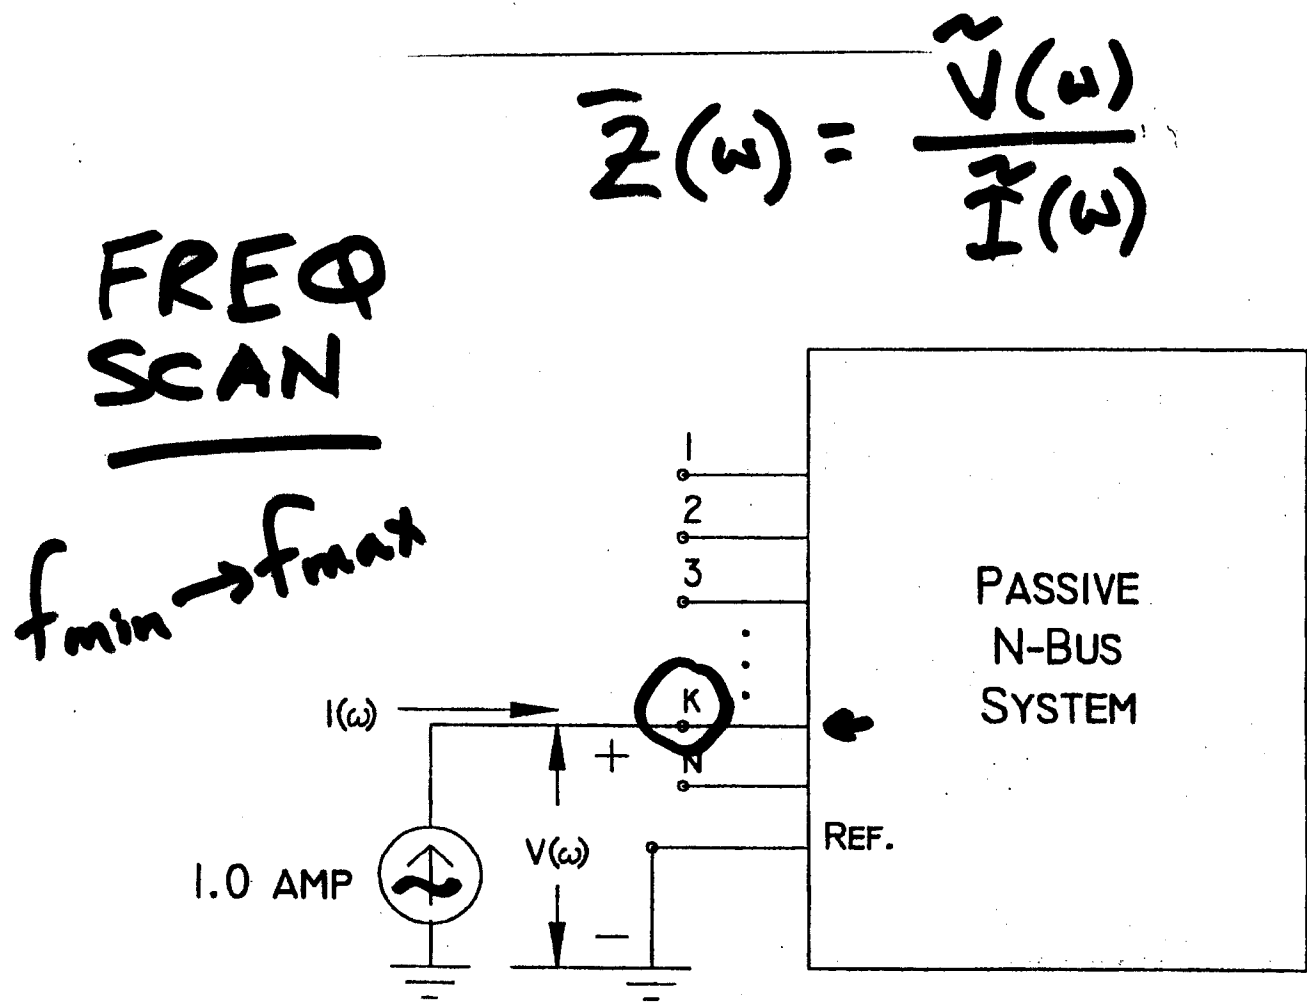 Z̄(ω) = Ṽ(ω) / Ĩ(ω)
FREQ
SCAN
fmin → fmax
1
2
3
K
N
PASSIVE
N-BUS
SYSTEM
I(ω)
+
V(ω)
−
REF.
1.0 AMP